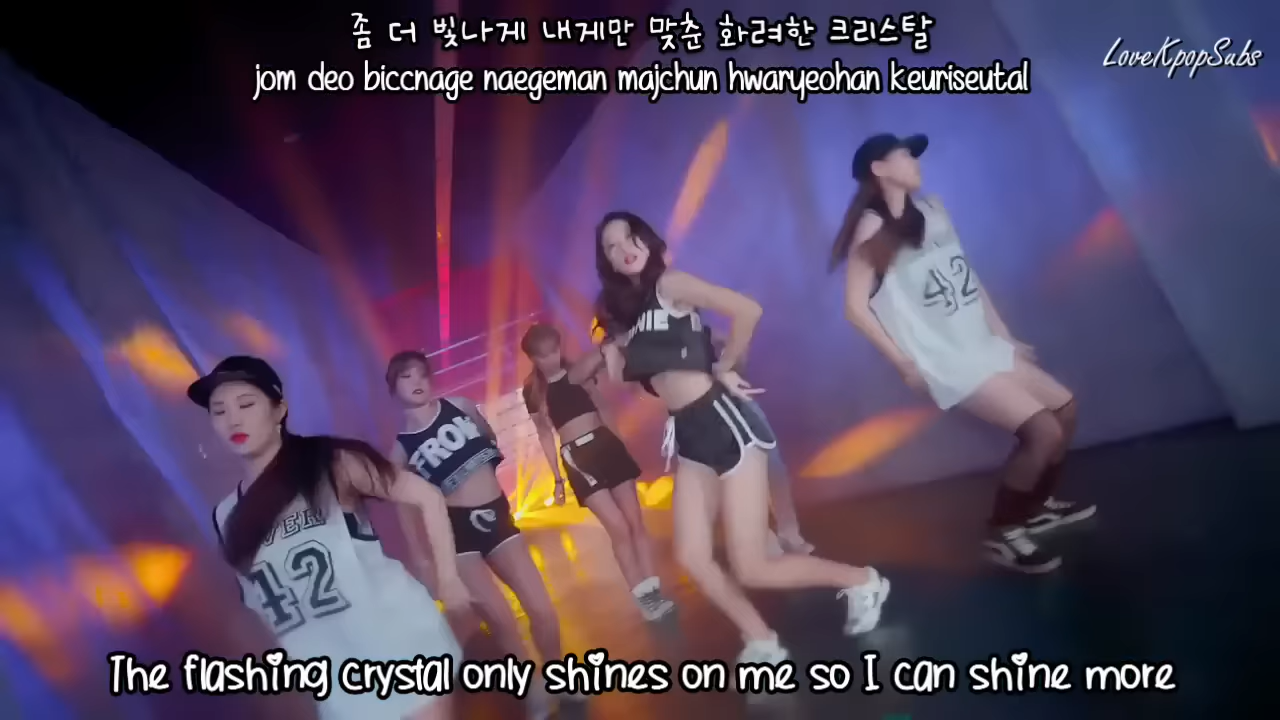 좀 더 빛나게 내게만 맞춘 화려한 크리스탈
jom deo biccnage naegeman majchun hwaryeohan keuriseutal
LoveKpopSubs
42
FROM
VER
42
The flashing crystal only shines on me so I can shine more